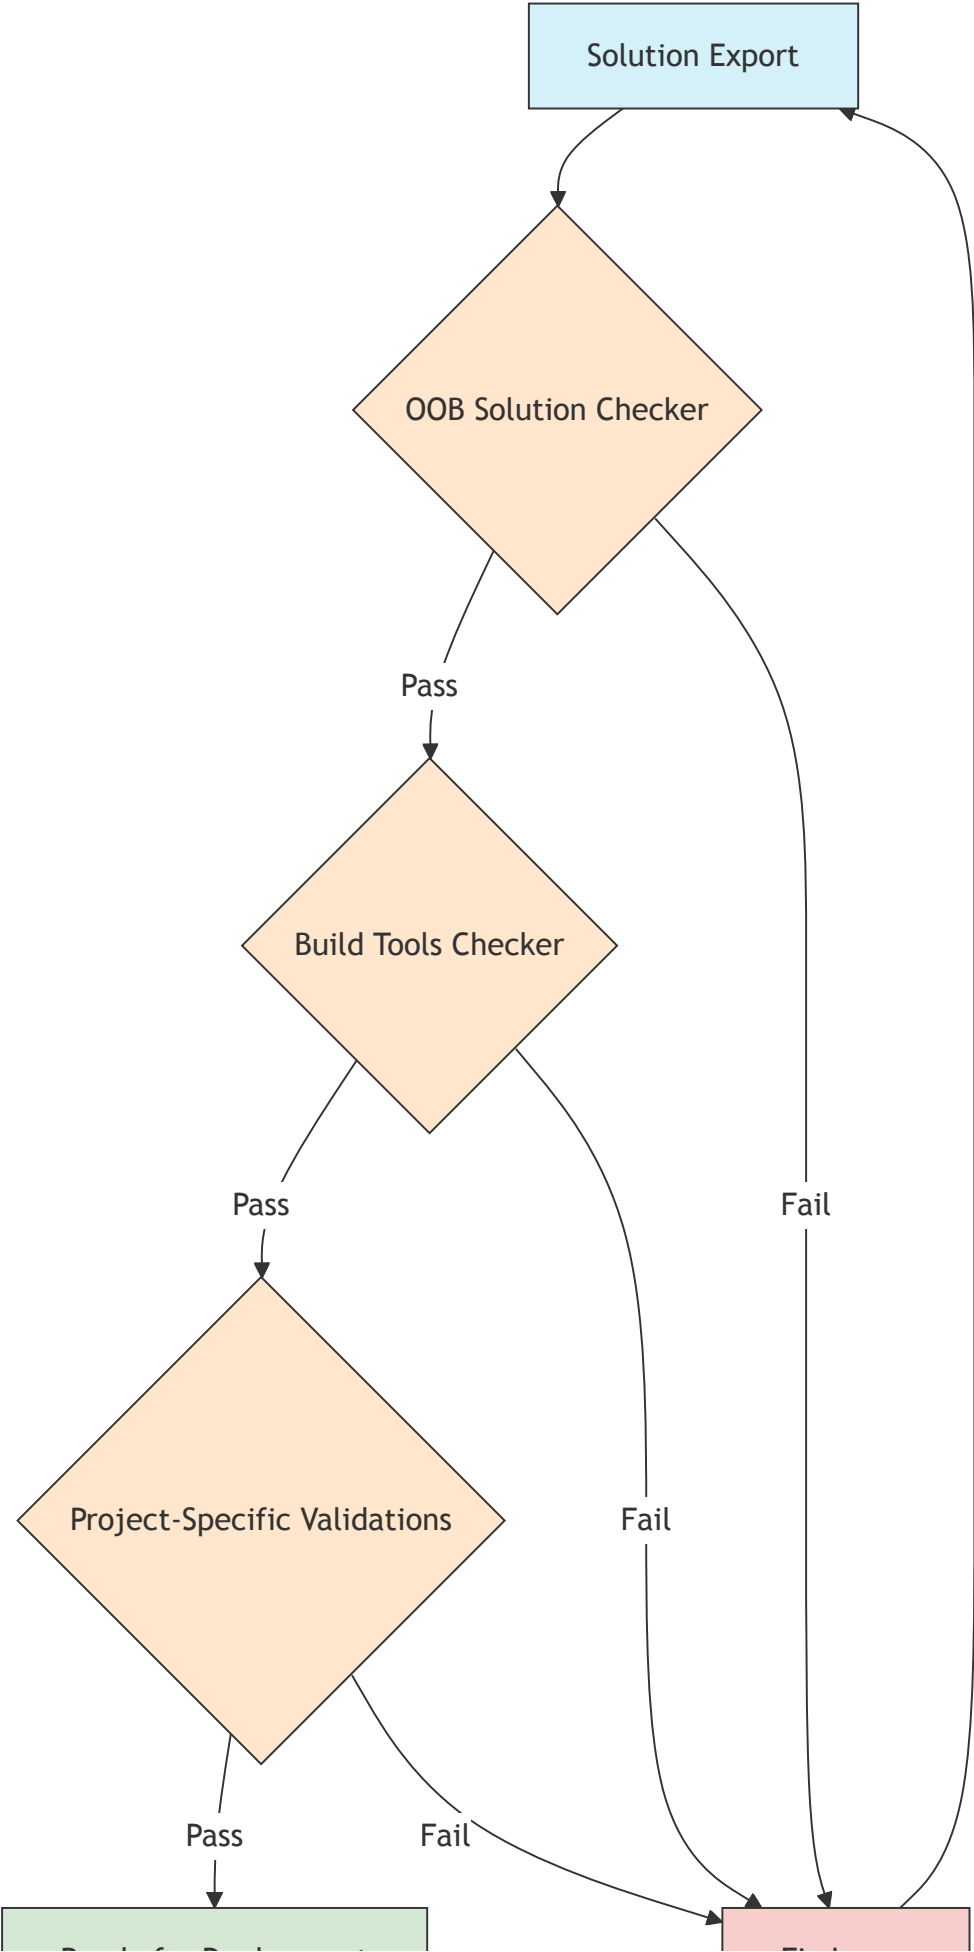 Solution Export
OOB Solution Checker
Pass
Build Tools Checker
Pass
Fail
Project-Specific Validations
Fail
Pass
Fail